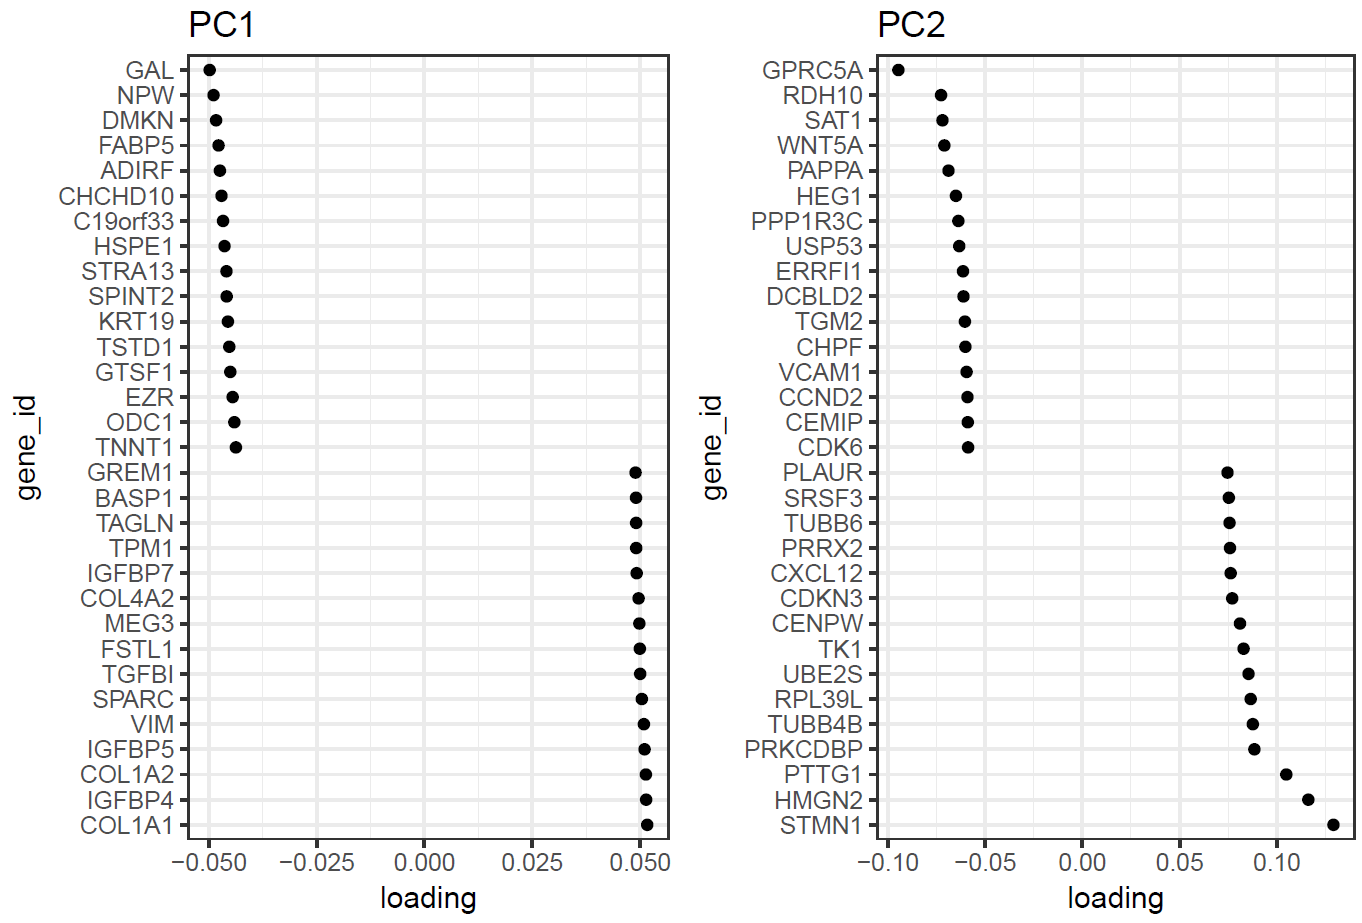 PC1
gene_id
GAL
NPW
DMKN
FABP5
ADIRF
CHCHD10
C19orf33
HSPE1
STRA13
SPINT2
KRT19
TSTD1
GTSF1
EZR
ODC1
TNNT1
GREM1
BASP1
TAGLN
TPM1
IGFBP7
COL4A2
MEG3
FSTL1
TGFBI
SPARC
VIM
IGFBP5
COL1A2
IGFBP4
COL1A1
−0.050 −0.025 0.000 0.025 0.050
loading
PC2
gene_id
GPRC5A
RDH10
SAT1
WNT5A
PAPPA
HEG1
PPP1R3C
USP53
ERRFI1
DCBLD2
TGM2
CHPF
VCAM1
CCND2
CEMIP
CDK6
PLAUR
SRSF3
TUBB6
PRRX2
CXCL12
CDKN3
CENPW
TK1
UBE2S
RPL39L
TUBB4B
PRKCDBP
PTTG1
HMGN2
STMN1
−0.10 −0.05 0.00 0.05 0.10
loading